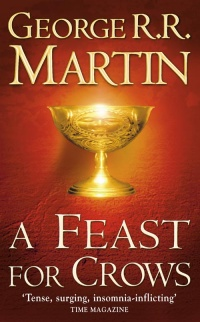 GEORGE R.R.
MARTIN
A FEAST
FOR CROWS
‘Tense, surging, insomnia-inflicting’
TIME MAGAZINE